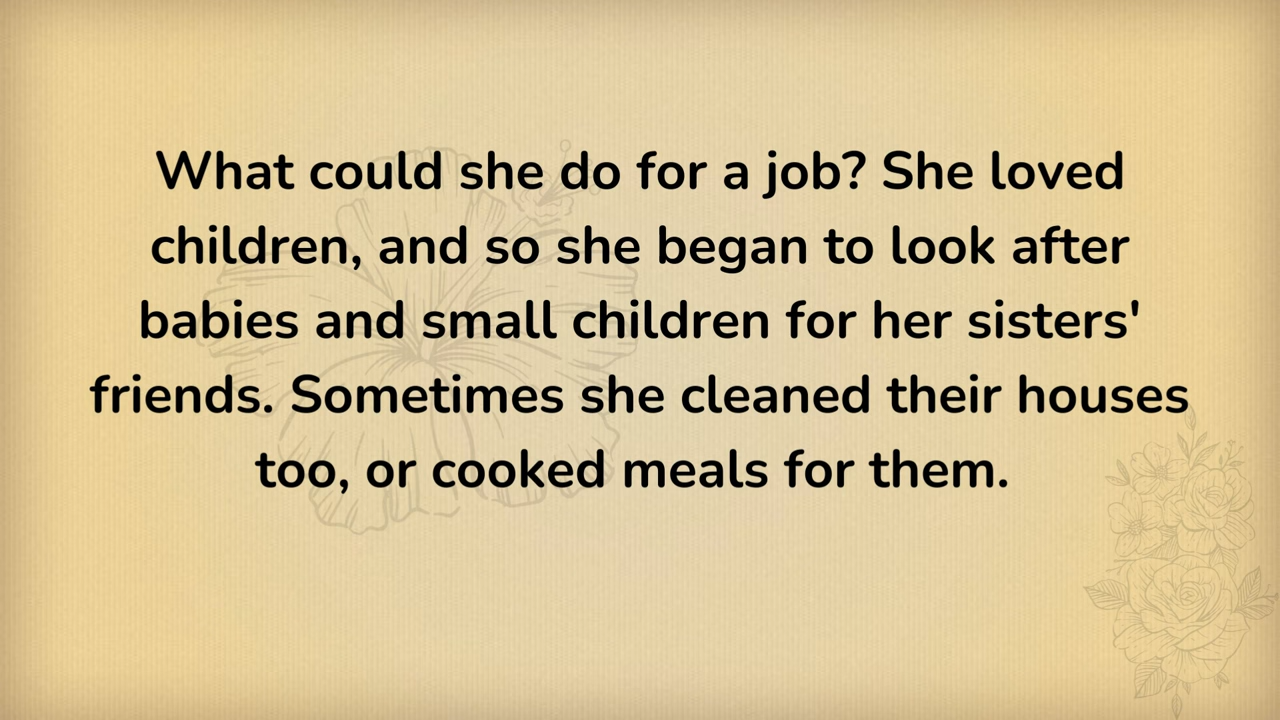 What could she do for a job? She loved
children, and so she began to look after
babies and small children for her sisters'
friends. Sometimes she cleaned their houses
too, or cooked meals for them.